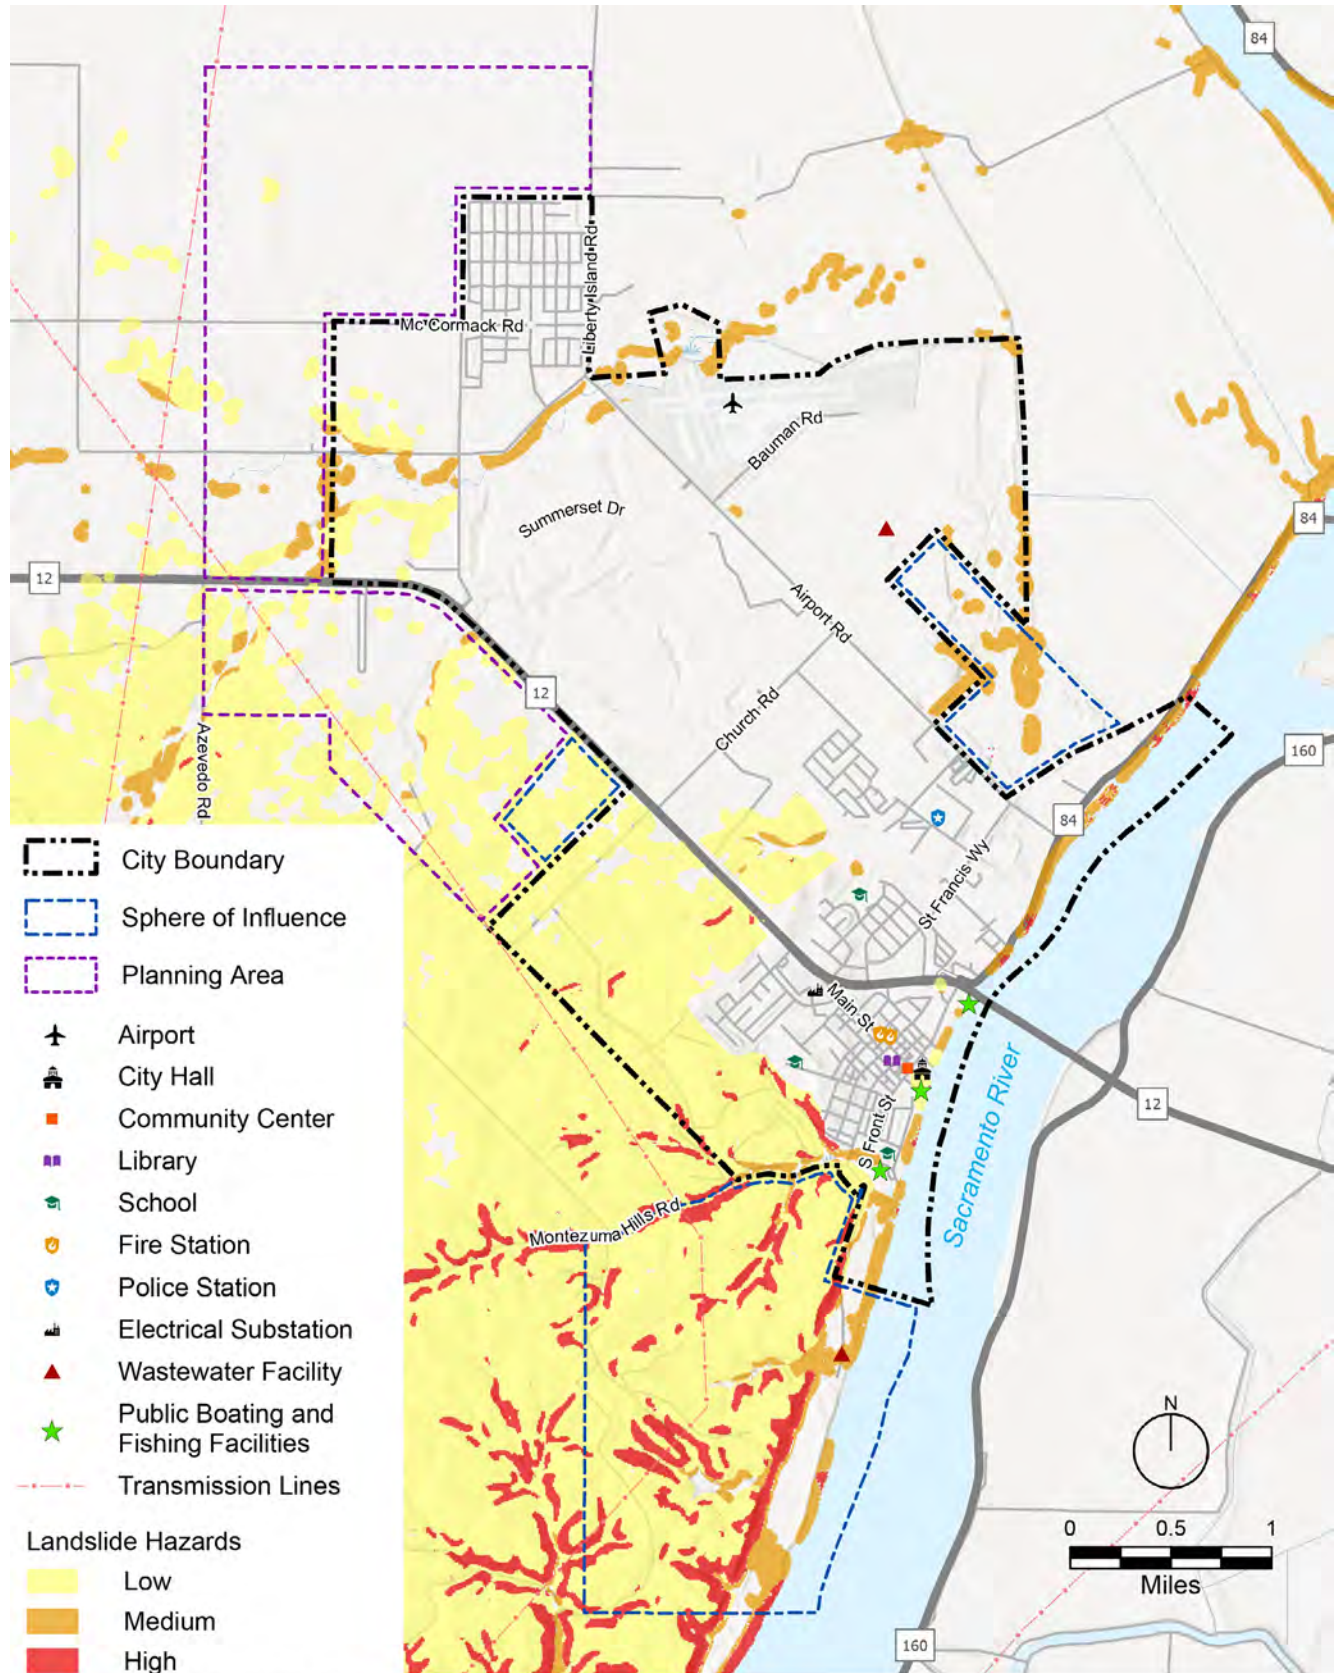 84
Mc Cormack Rd
Liberty Island Rd
Bauman Rd
Summerset Dr
84
12
Airport Rd
12
Church Rd
Azevedo Rd
160
84
St Francis Wy
Main St
12
S Front St
Sacramento River
Montezuma Hills Rd
160
City Boundary
Sphere of Influence
Planning Area
Airport
City Hall
Community Center
Library
School
Fire Station
Police Station
Electrical Substation
Wastewater Facility
Public Boating and
Fishing Facilities
Transmission Lines
Landslide Hazards
Low
Medium
High
N
0 0.5 1
Miles